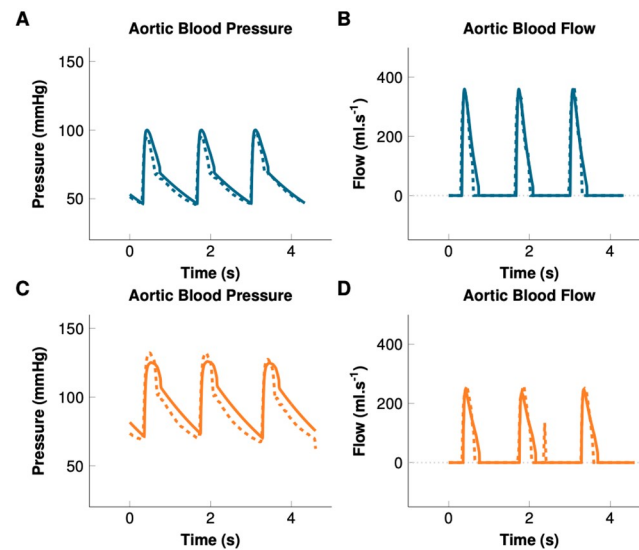 A
Aortic Blood Pressure
150
100
50
Pressure (mmHg)
0 2 4
Time (s)
B
Aortic Blood Flow
400
200
0
Flow (ml.s⁻¹)
0 2 4
Time (s)
C
Aortic Blood Pressure
150
100
50
Pressure (mmHg)
0 2 4
Time (s)
D
Aortic Blood Flow
400
200
0
Flow (ml.s⁻¹)
0 2 4
Time (s)